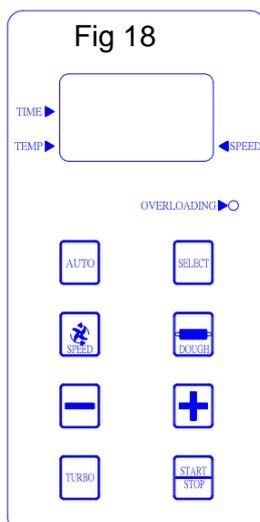 Fig 18
TIME
TEMP
SPEED
OVERLOADING
AUTO
SELECT
SPEED
DOUGH
TURBO
START
STOP